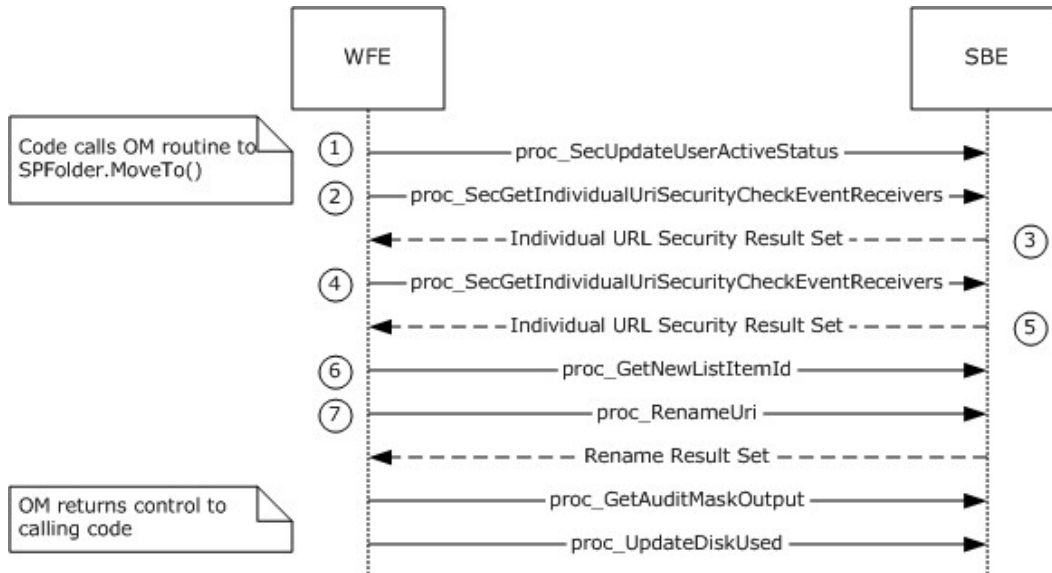 WFE
SBE
Code calls OM routine to
SPFolder.MoveTo()
1
proc_SecUpdateUserActiveStatus
2
proc_SecGetIndividualUriSecurityCheckEventReceivers
Individual URL Security Result Set
3
4
proc_SecGetIndividualUriSecurityCheckEventReceivers
Individual URL Security Result Set
5
6
proc_GetNewListItemId
7
proc_RenameUri
Rename Result Set
OM returns control to
calling code
proc_GetAuditMaskOutput
proc_UpdateDiskUsed